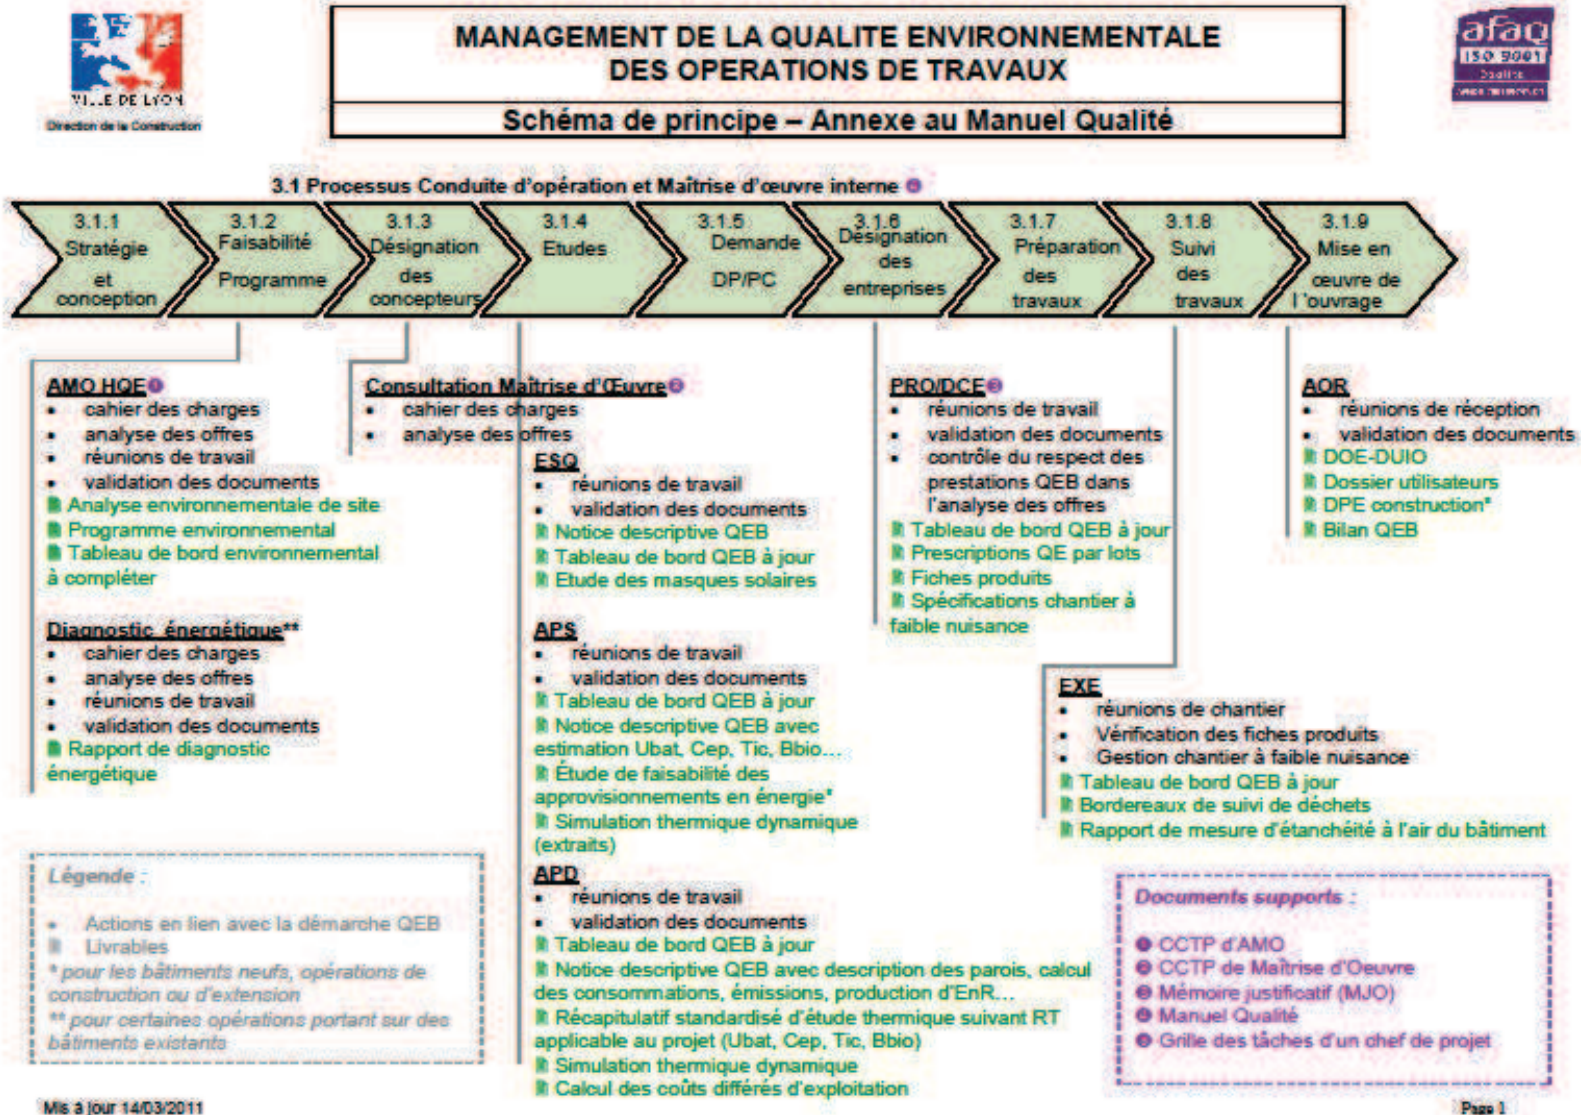 VILLE DE LYON
Direction de la Construction
MANAGEMENT DE LA QUALITE ENVIRONNEMENTALE
DES OPERATIONS DE TRAVAUX
Schéma de principe – Annexe au Manuel Qualité
afaq
ISO 9001
Qualité
3.1 Processus Conduite d'opération et Maîtrise d'œuvre interne
3.1.1
Stratégie
et
conception
3.1.2
Faisabilité
Programme
3.1.3
Désignation
des
concepteurs
3.1.4
Etudes
3.1.5
Demande
DP/PC
3.1.6
Désignation
des
entreprises
3.1.7
Préparation
des
travaux
3.1.8
Suivi
des
travaux
3.1.9
Mise en
œuvre de
l 'ouvrage
AMO HQE❶
• cahier des charges
• analyse des offres
• réunions de travail
• validation des documents
Analyse environnementale de site
Programme environnemental
Tableau de bord environnemental
à compléter
Diagnostic énergétique**
• cahier des charges
• analyse des offres
• réunions de travail
• validation des documents
Rapport de diagnostic
énergétique
Consultation Maîtrise d'Œuvre❷
• cahier des charges
• analyse des offres
ESQ
• réunions de travail
• validation des documents
Notice descriptive QEB
Tableau de bord QEB à jour
Etude des masques solaires
APS
• réunions de travail
• validation des documents
Tableau de bord QEB à jour
Notice descriptive QEB avec
estimation Ubat, Cep, Tic, Bbio...
Étude de faisabilité des
approvisionnements en énergie*
Simulation thermique dynamique
(extraits)
APD
• réunions de travail
• validation des documents
Tableau de bord QEB à jour
Notice descriptive QEB avec description des parois, calcul
des consommations, émissions, production d'EnR...
Récapitulatif standardisé d'étude thermique suivant RT
applicable au projet (Ubat, Cep, Tic, Bbio)
Simulation thermique dynamique
Calcul des coûts différés d'exploitation
PRO/DCE❸
• réunions de travail
• validation des documents
• contrôle du respect des
prestations QEB dans
l'analyse des offres
Tableau de bord QEB à jour
Prescriptions QE par lots
Fiches produits
Spécifications chantier à
faible nuisance
EXE
• réunions de chantier
• Vérification des fiches produits
• Gestion chantier à faible nuisance
Tableau de bord QEB à jour
Bordereaux de suivi de déchets
Rapport de mesure d'étanchéité à l'air du bâtiment
AOR
• réunions de réception
• validation des documents
DOE-DUIO
Dossier utilisateurs
DPE construction*
Bilan QEB
Légende :
• Actions en lien avec la démarche QEB
Livrables
* pour les bâtiments neufs, opérations de
construction ou d'extension
** pour certaines opérations portant sur des
bâtiments existants
Documents supports :
❶ CCTP d'AMO
❷ CCTP de Maîtrise d'Oeuvre
❸ Mémoire justificatif (MJO)
❹ Manuel Qualité
❺ Grille des tâches d'un chef de projet
Mis à jour 14/03/2011
Page 1